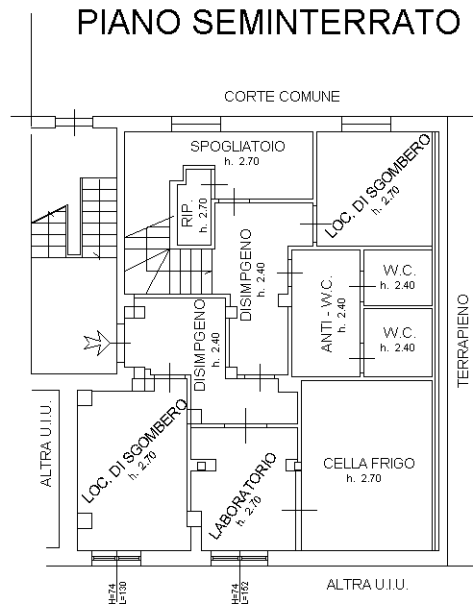 PIANO SEMINTERRATO
CORTE COMUNE
SPOGLIATOIO
h. 2.70
RIP.
h. 2.70
LOC. DI SGOMBERO
h. 2.70
DISIMPGENO
h. 2.40
ANTI - W.C.
h. 2.40
W.C.
h. 2.40
W.C.
h. 2.40
TERRAPIENO
DISIMPGENO
h. 2.40
ALTRA U.I.U.
LOC. DI SGOMBERO
h. 2.70
LABORATORIO
h. 2.70
CELLA FRIGO
h. 2.70
H=74
L=130
H=74
L=152
ALTRA U.I.U.